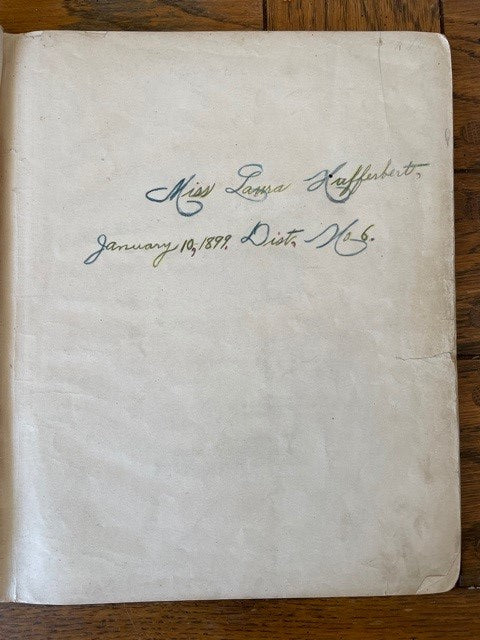 Miss Laura Hufferbert,
January 10, 1899. Dist. No 6.